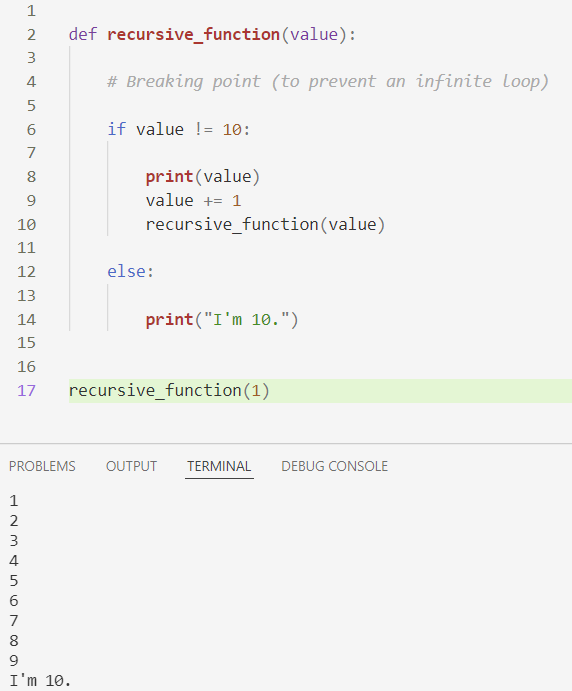 1
2 def recursive_function(value):
3
4 # Breaking point (to prevent an infinite loop)
5
6 if value != 10:
7
8 print(value)
9 value += 1
10 recursive_function(value)
11
12 else:
13
14 print("I'm 10.")
15
16
17 recursive_function(1)
PROBLEMS OUTPUT TERMINAL DEBUG CONSOLE
1
2
3
4
5
6
7
8
9
I'm 10.